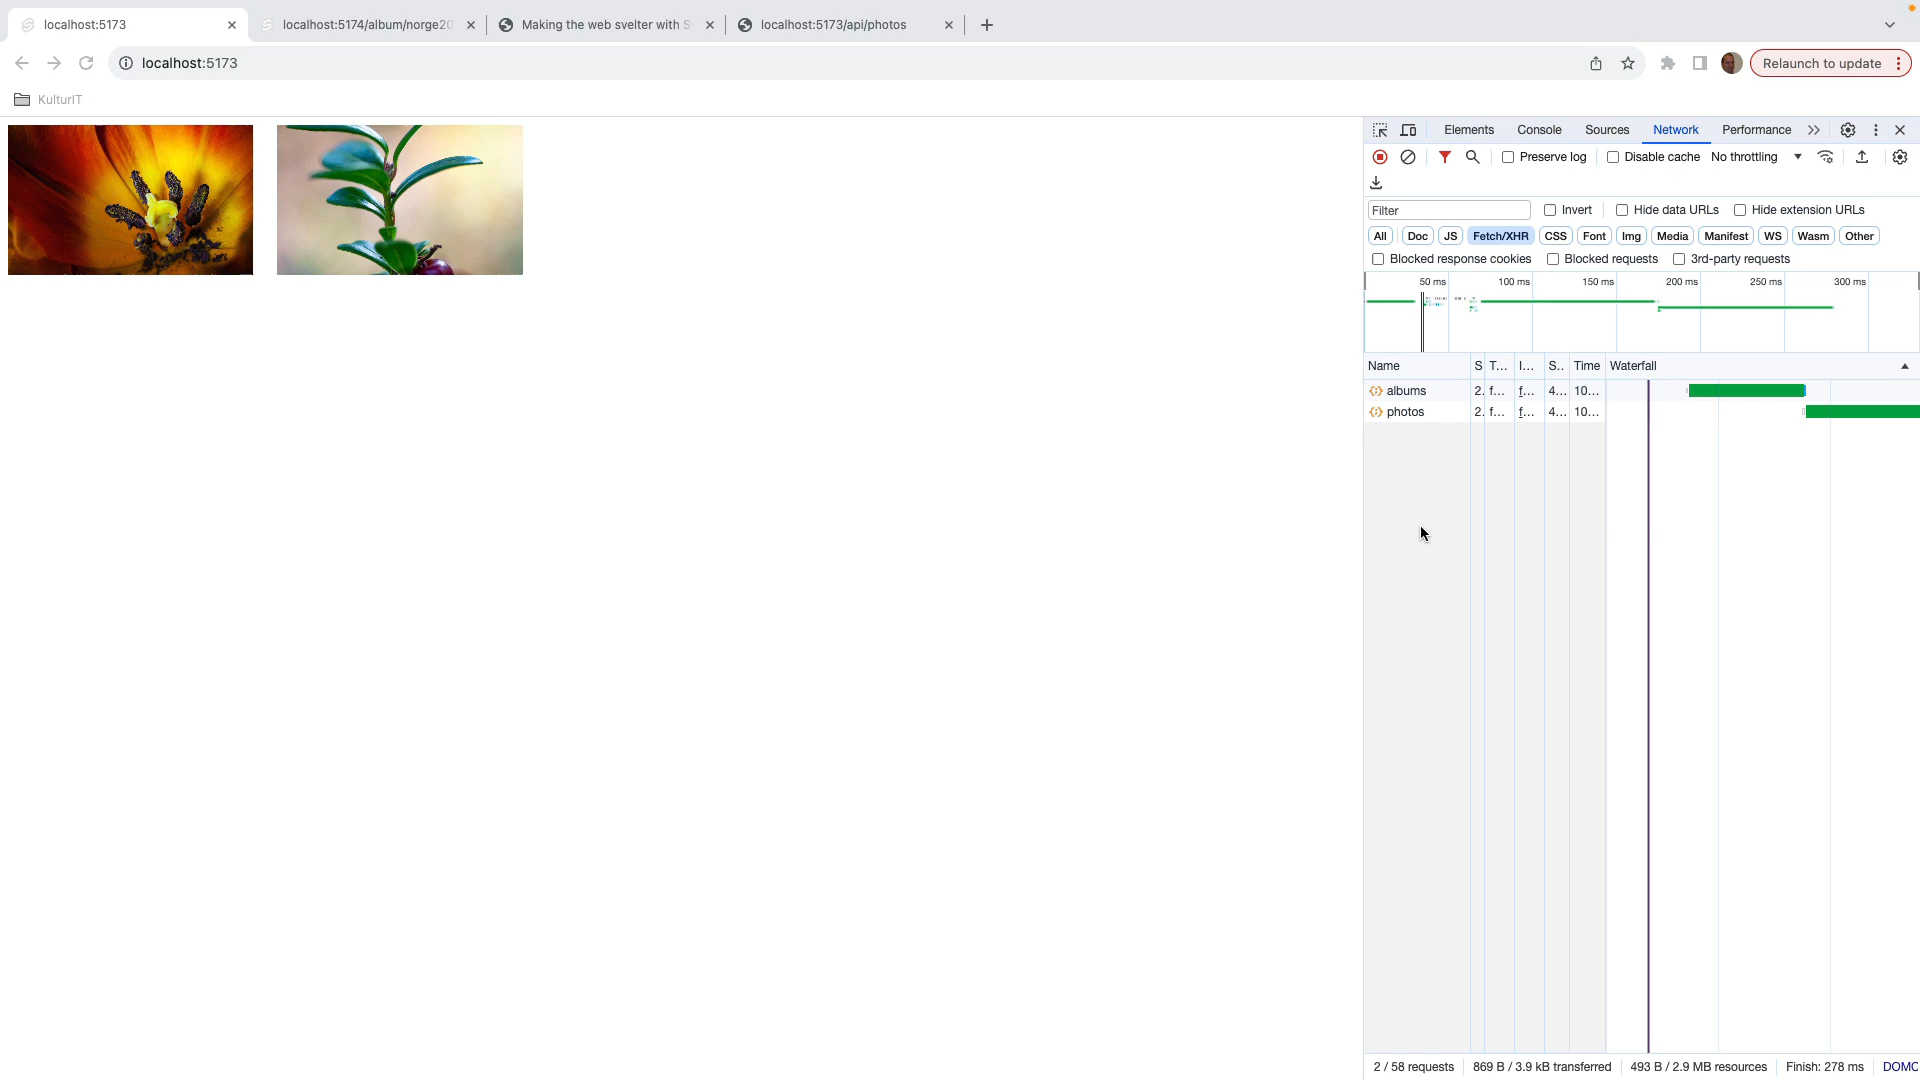 localhost:5173
localhost:5174/album/norge20
Making the web svelter with S
localhost:5173/api/photos
localhost:5173
Relaunch to update
KulturIT
Elements
Console
Sources
Network
Performance
Preserve log
Disable cache
No throttling
Filter
Invert
Hide data URLs
Hide extension URLs
All
Doc
JS
Fetch/XHR
CSS
Font
Img
Media
Manifest
WS
Wasm
Other
Blocked response cookies
Blocked requests
3rd-party requests
50 ms
100 ms
150 ms
200 ms
250 ms
300 ms
Name
S
T...
I...
S..
Time
Waterfall
albums
2.
f...
f...
4...
10...
photos
2.
f...
f...
4...
10...
2 / 58 requests
869 B / 3.9 kB transferred
493 B / 2.9 MB resources
Finish: 278 ms
DOMC